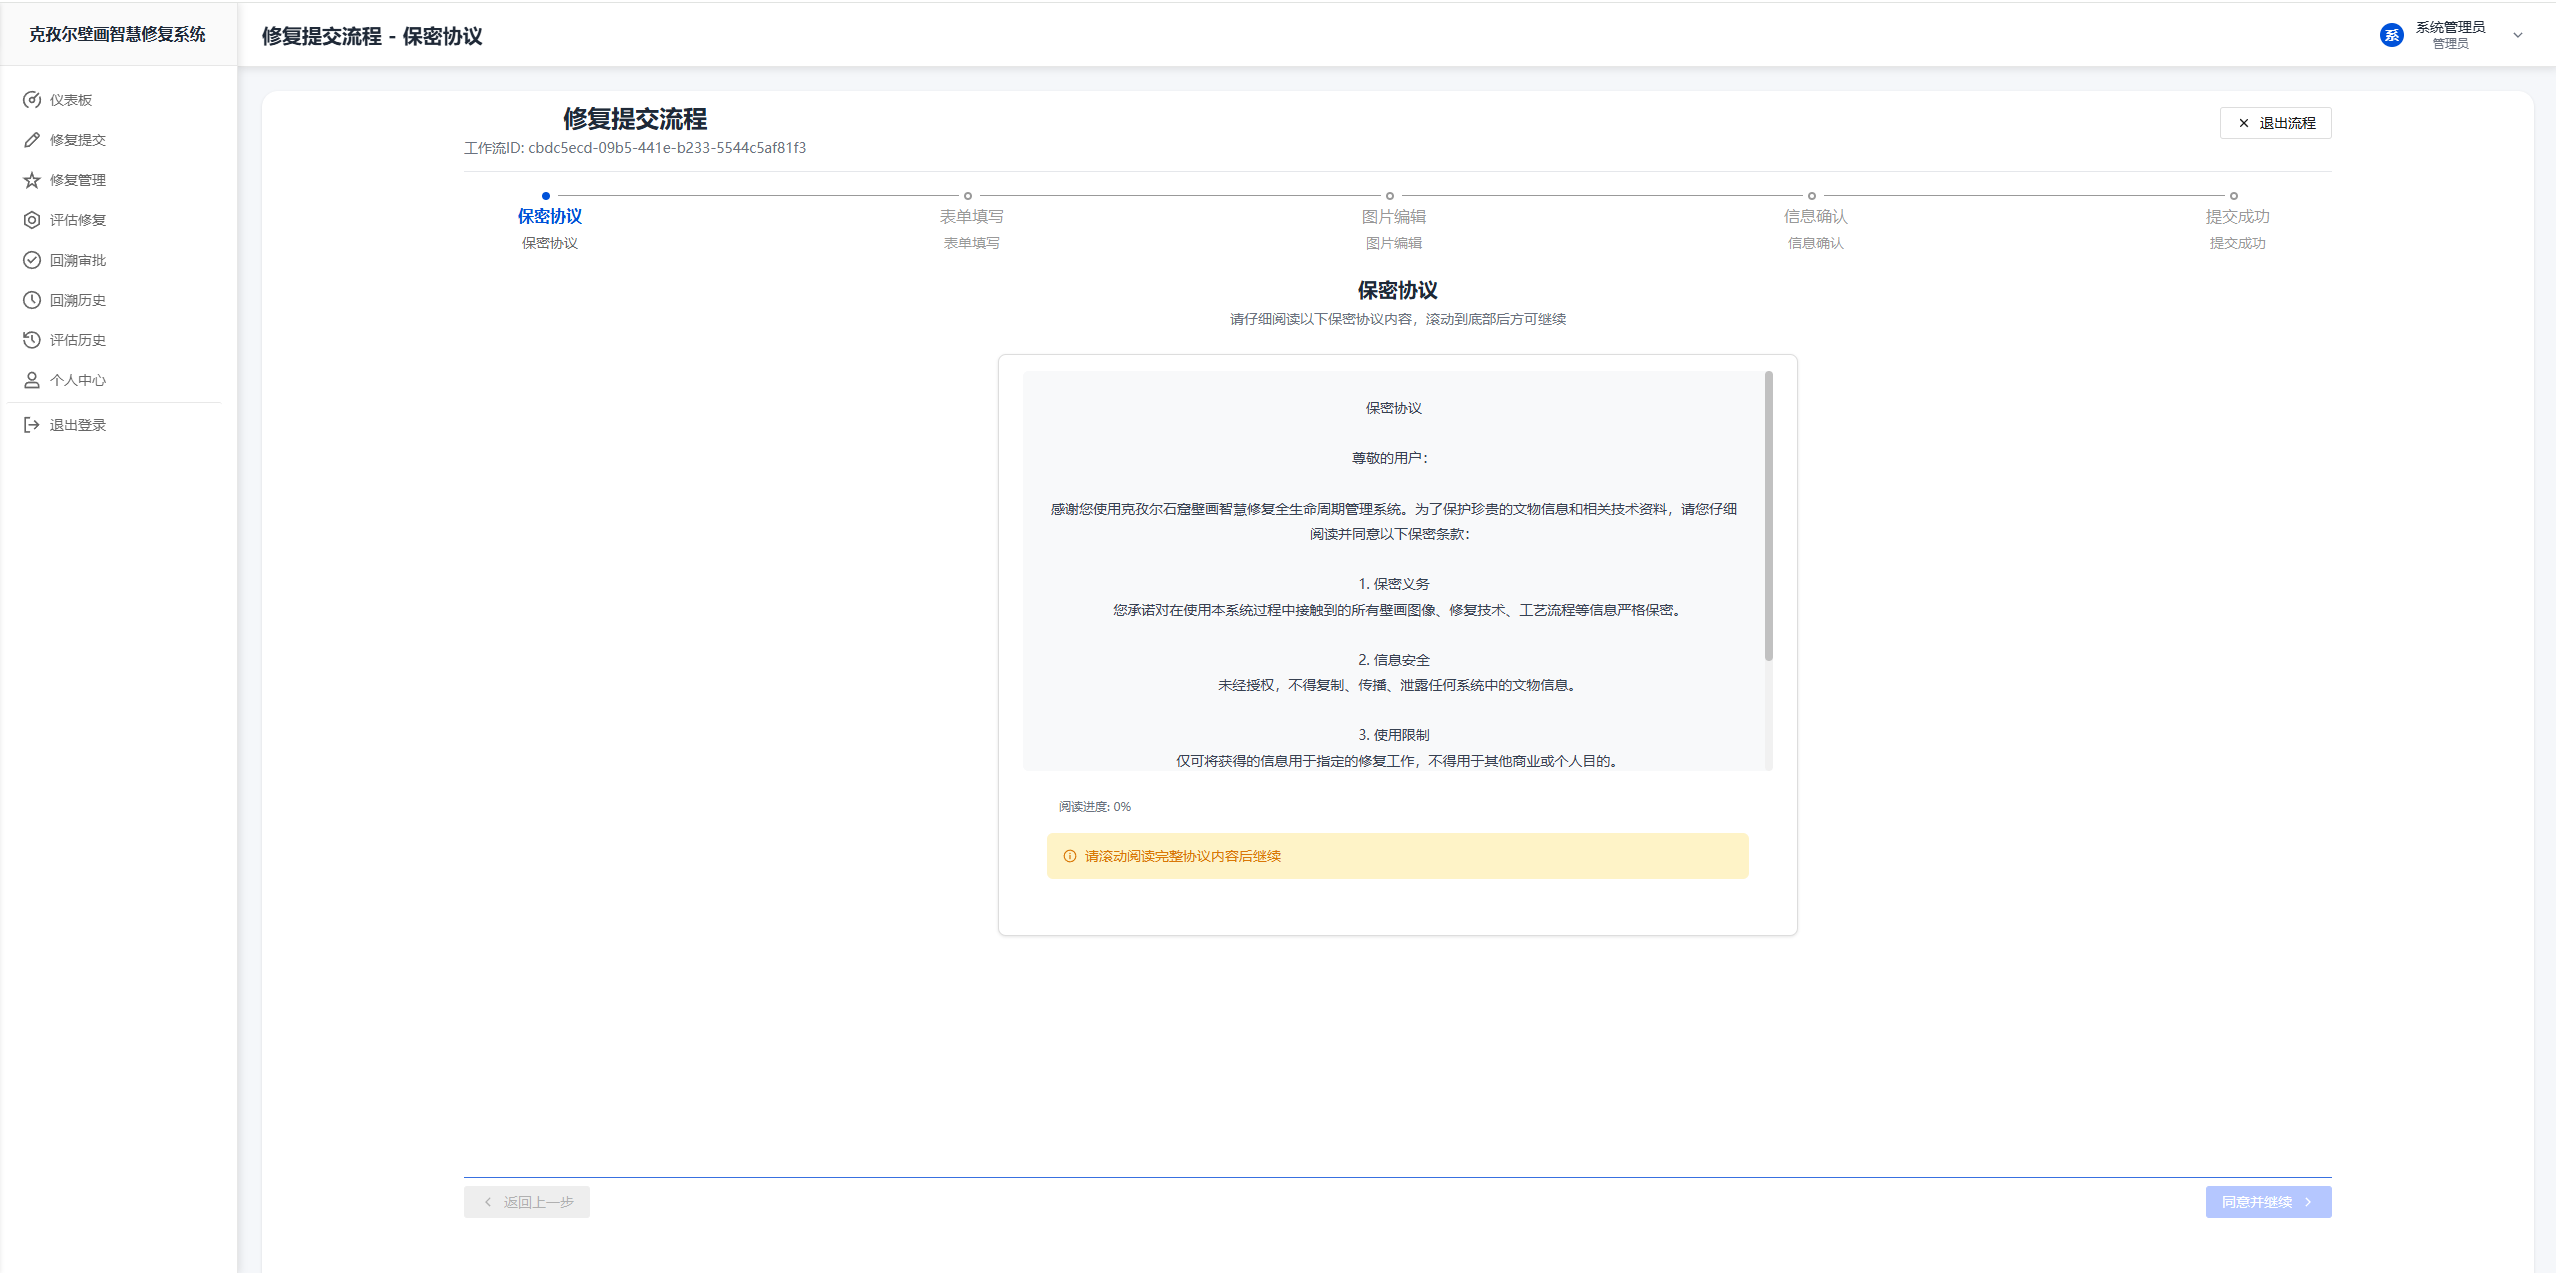 克孜尔壁画智慧修复系统
修复提交流程 - 保密协议
系
系统管理员
管理员
仪表板
修复提交
修复管理
评估修复
回溯审批
回溯历史
评估历史
个人中心
退出登录
修复提交流程
工作流ID: cbdc5ecd-09b5-441e-b233-5544c5af81f3
退出流程
保密协议
保密协议
表单填写
表单填写
图片编辑
图片编辑
信息确认
信息确认
提交成功
提交成功
保密协议
请仔细阅读以下保密协议内容，滚动到底部后方可继续
保密协议
尊敬的用户：
感谢您使用克孜尔石窟壁画智慧修复全生命周期管理系统。为了保护珍贵的文物信息和相关技术资料，请您仔细
阅读并同意以下保密条款：
1. 保密义务
您承诺对在使用本系统过程中接触到的所有壁画图像、修复技术、工艺流程等信息严格保密。
2. 信息安全
未经授权，不得复制、传播、泄露任何系统中的文物信息。
3. 使用限制
仅可将获得的信息用于指定的修复工作，不得用于其他商业或个人目的。
阅读进度: 0%
请滚动阅读完整协议内容后继续
返回上一步
同意并继续